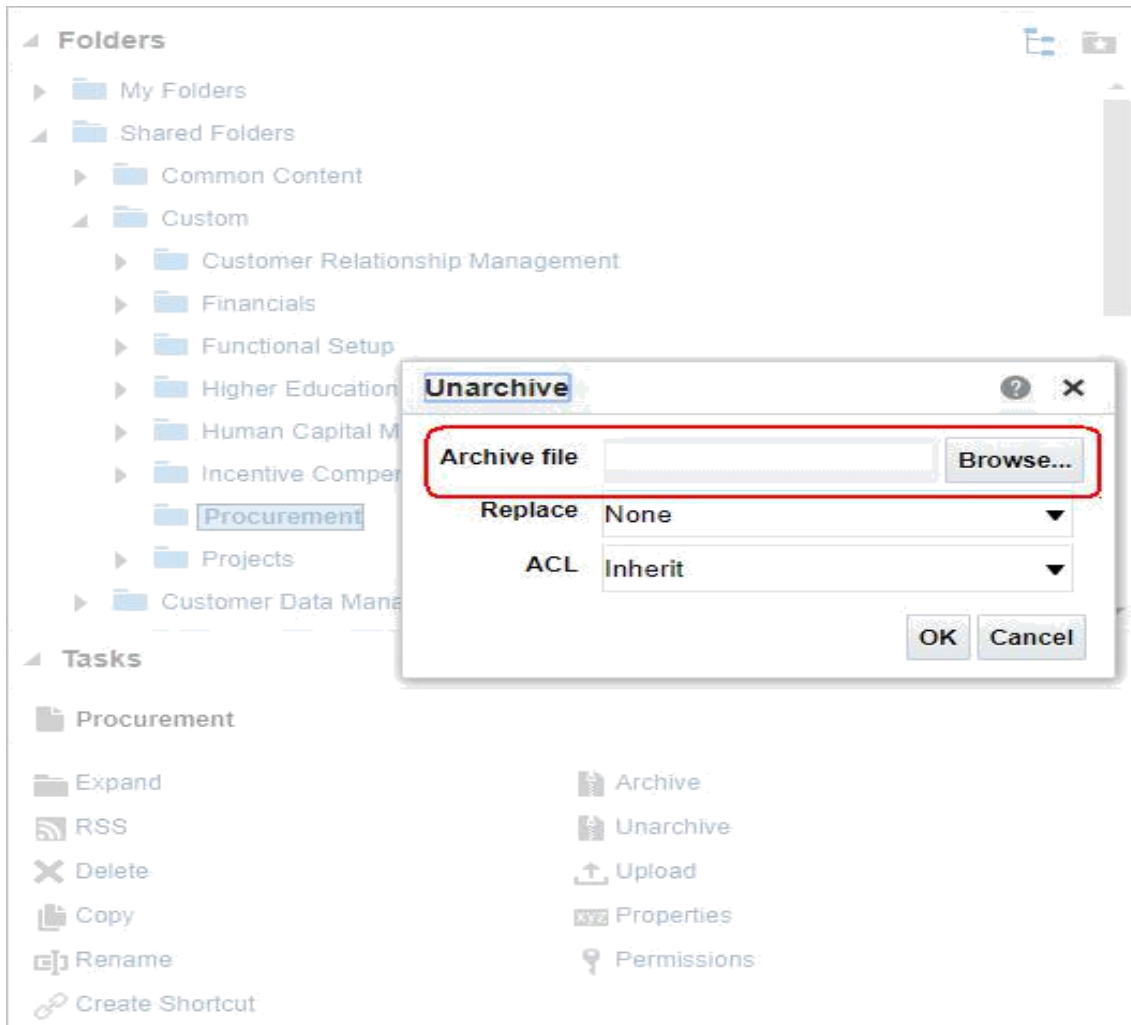 Folders
My Folders
Shared Folders
Common Content
Custom
Customer Relationship Management
Financials
Functional Setup
Higher Education
Human Capital M
Incentive Compen
Procurement
Projects
Customer Data Mana
Unarchive
Archive file
Browse...
Replace None
ACL Inherit
OK Cancel
Tasks
Procurement
Expand
Archive
RSS
Unarchive
Delete
Upload
Copy
xyz Properties
Rename
Permissions
Create Shortcut